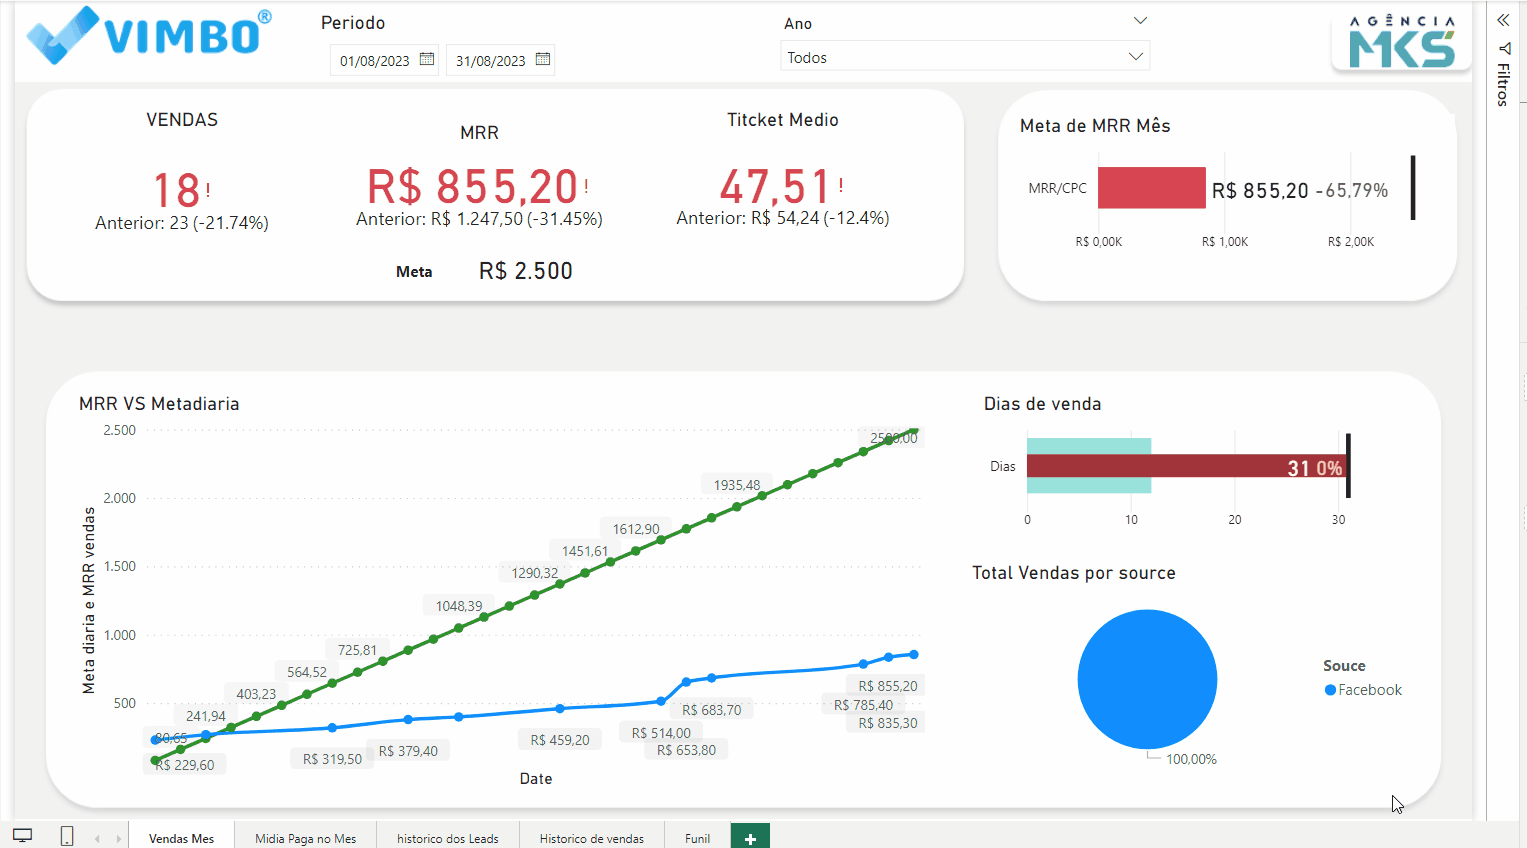 VIMBO®
Periodo
01/08/2023
31/08/2023
Ano
Todos
AGÊNCIA
MKS
Filtros
VENDAS
18 !
Anterior: 23 (-21.74%)
MRR
R$ 855,20 !
Anterior: R$ 1.247,50 (-31.45%)
Titcket Medio
47,51 !
Anterior: R$ 54,24 (-12.4%)
Meta R$ 2.500
Meta de MRR Mês
MRR/CPC
R$ 855,20 -65,79%
R$ 0,00K
R$ 1,00K
R$ 2,00K
MRR VS Metadiaria
Meta diaria e MRR vendas
2.500
2.000
1.500
1.000
500
80,65
241,94
403,23
564,52
725,81
1048,39
1290,32
1451,61
1612,90
1935,48
2500,00
R$ 229,60
R$ 319,50
R$ 379,40
R$ 459,20
R$ 514,00
R$ 653,80
R$ 683,70
R$ 785,40
R$ 835,30
R$ 855,20
Date
Dias de venda
Dias
31 0%
0
10
20
30
Total Vendas por source
100,00%
Souce
Facebook
Vendas Mes
Midia Paga no Mes
historico dos Leads
Historico de vendas
Funil
+